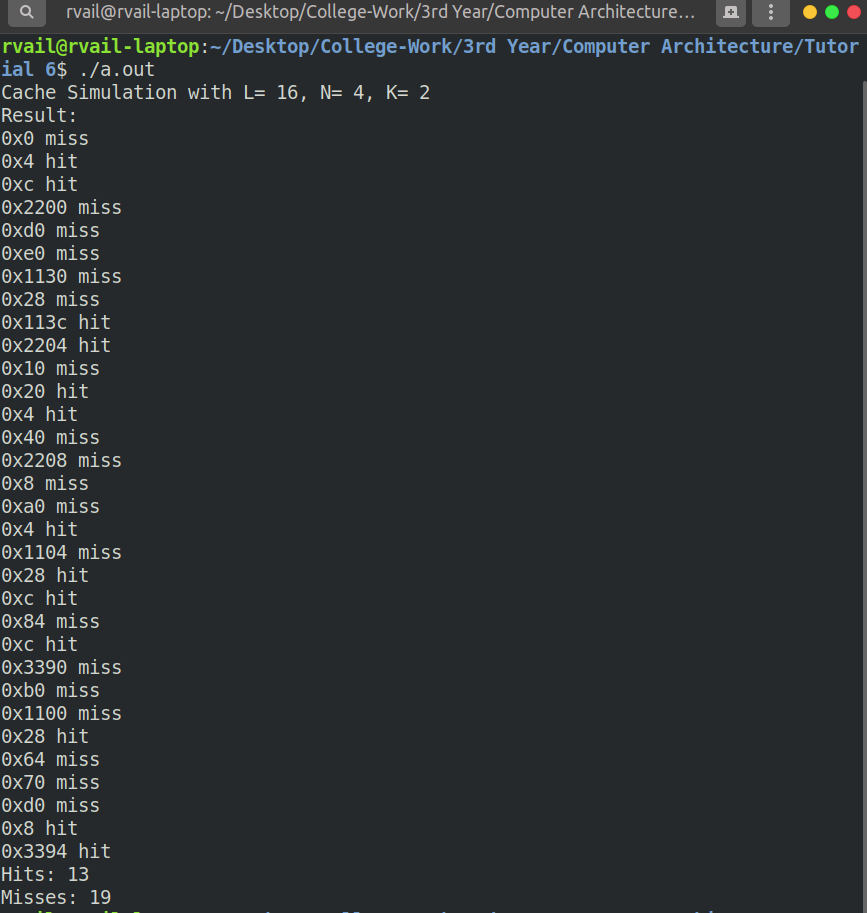 rvail@rvail-laptop: ~/Desktop/College-Work/3rd Year/Computer Architecture...
rvail@rvail-laptop:~/Desktop/College-Work/3rd Year/Computer Architecture/Tutor
ial 6$ ./a.out
Cache Simulation with L= 16, N= 4, K= 2
Result:
0x0 miss
0x4 hit
0xc hit
0x2200 miss
0xd0 miss
0xe0 miss
0x1130 miss
0x28 miss
0x113c hit
0x2204 hit
0x10 miss
0x20 hit
0x4 hit
0x40 miss
0x2208 miss
0x8 miss
0xa0 miss
0x4 hit
0x1104 miss
0x28 hit
0xc hit
0x84 miss
0xc hit
0x3390 miss
0xb0 miss
0x1100 miss
0x28 hit
0x64 miss
0x70 miss
0xd0 miss
0x8 hit
0x3394 hit
Hits: 13
Misses: 19